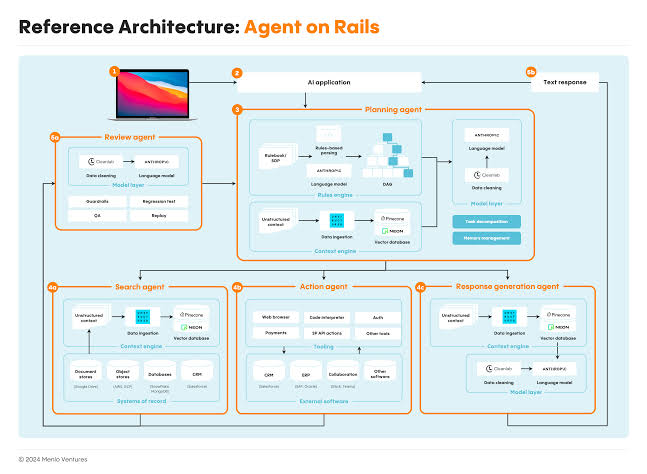 Reference Architecture: Agent on Rails
1
2
AI application
5b
Text response
3
Planning agent
Rulebook/
SOP
Rules-based
parsing
ANTHROPIC
Language model
DAG
Rules engine
Unstructured
context
Data ingestion
Pinecone
NEON
Vector database
Context engine
ANTHROPIC
Language model
Cleanlab
Data cleaning
Model layer
Task decomposition
Memory management
5a
Review agent
Cleanlab
ANTHROPIC
Data cleaning
Language model
Model layer
Guardrails
Regression test
QA
Replay
4a
Search agent
Unstructured
context
Data ingestion
Pinecone
NEON
Vector database
Context engine
Document
stores
(Google Drive)
Object
stores
(AWS, GCP)
Databases
(Snowflake,
MongoDB)
CRM
(Salesforce)
Systems of record
4b
Action agent
Web browser
Code interpreter
Auth
Payments
3P API actions
Other tools
Tooling
CRM
(Salesforce)
ERP
(SAP, Oracle)
Collaboration
(Slack, Teams)
Other
software
External software
4c
Response generation agent
Unstructured
context
Data ingestion
Pinecone
NEON
Vector database
Context engine
Cleanlab
ANTHROPIC
Data cleaning
Language model
Model layer
© 2024 Menlo Ventures